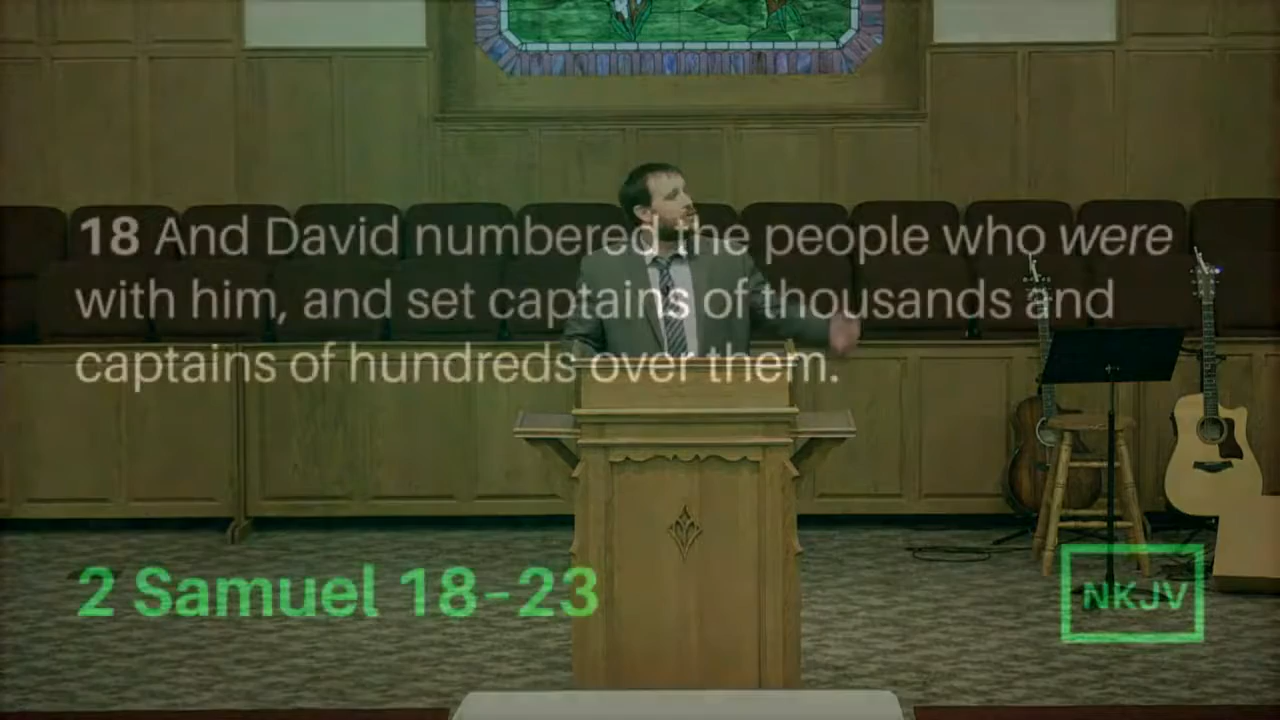 18 And David numbered the people who were
with him, and set captains of thousands and
captains of hundreds over them.
2 Samuel 18-23
NKJV